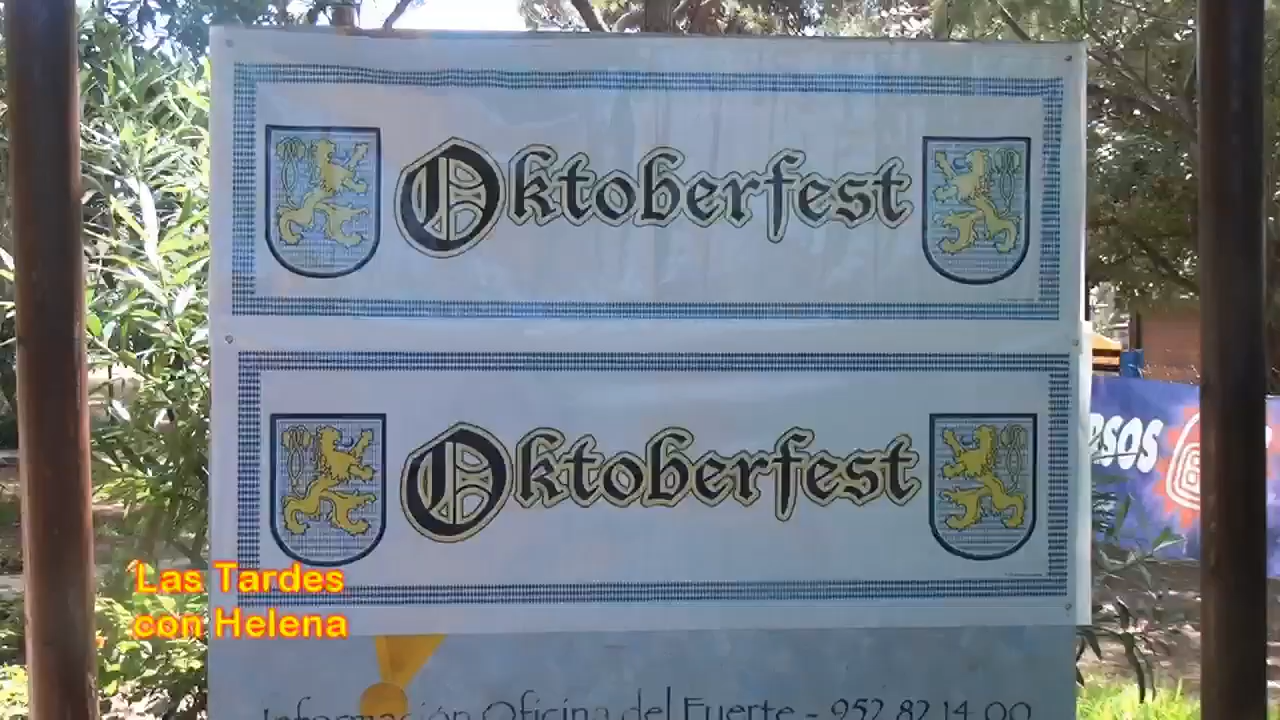 Oktoberfest
Oktoberfest
Las Tardes
con Helena
Información Oficina del Fuerte - 952 82 14 00